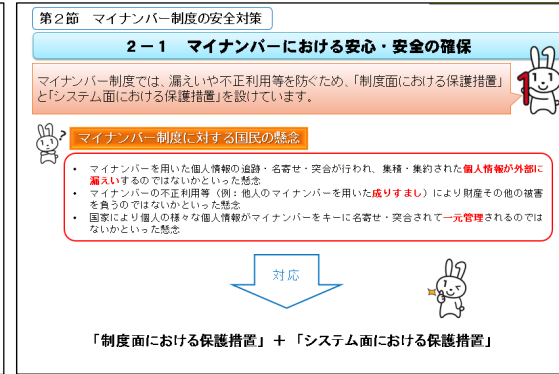 第２節　マイナンバー制度の安全対策
２－１　マイナンバーにおける安心・安全の確保
マイナンバー制度では、漏えいや不正利用等を防ぐため、「制度面における保護措置」
と「システム面における保護措置」を設けています。
マイナンバー制度に対する国民の懸念
・ マイナンバーを用いた個人情報の追跡・名寄せ・突合が行われ、集積・集約された個人情報が外部に
漏えいするのではないかといった懸念
・ マイナンバーの不正利用等（例：他人のマイナンバーを用いた成りすまし）により財産その他の被害
を負うのではないかといった懸念
・ 国家により個人の様々な個人情報がマイナンバーをキーに名寄せ・突合されて一元管理されるのでは
ないかといった懸念
対応
「制度面における保護措置」＋「システム面における保護措置」